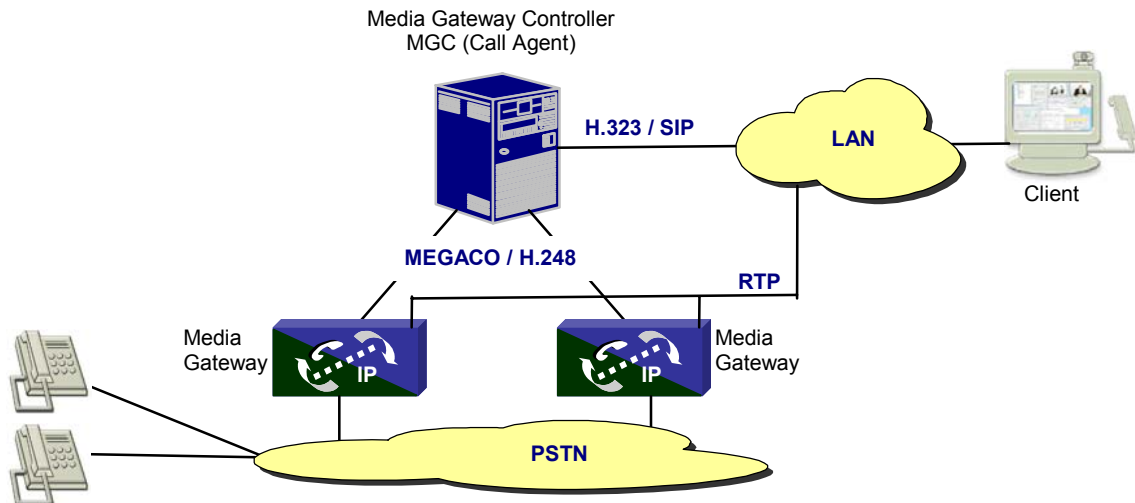 Media Gateway Controller
MGC (Call Agent)
H.323 / SIP
LAN
Client
MEGACO / H.248
RTP
Media
Gateway
IP
IP
Media
Gateway
PSTN